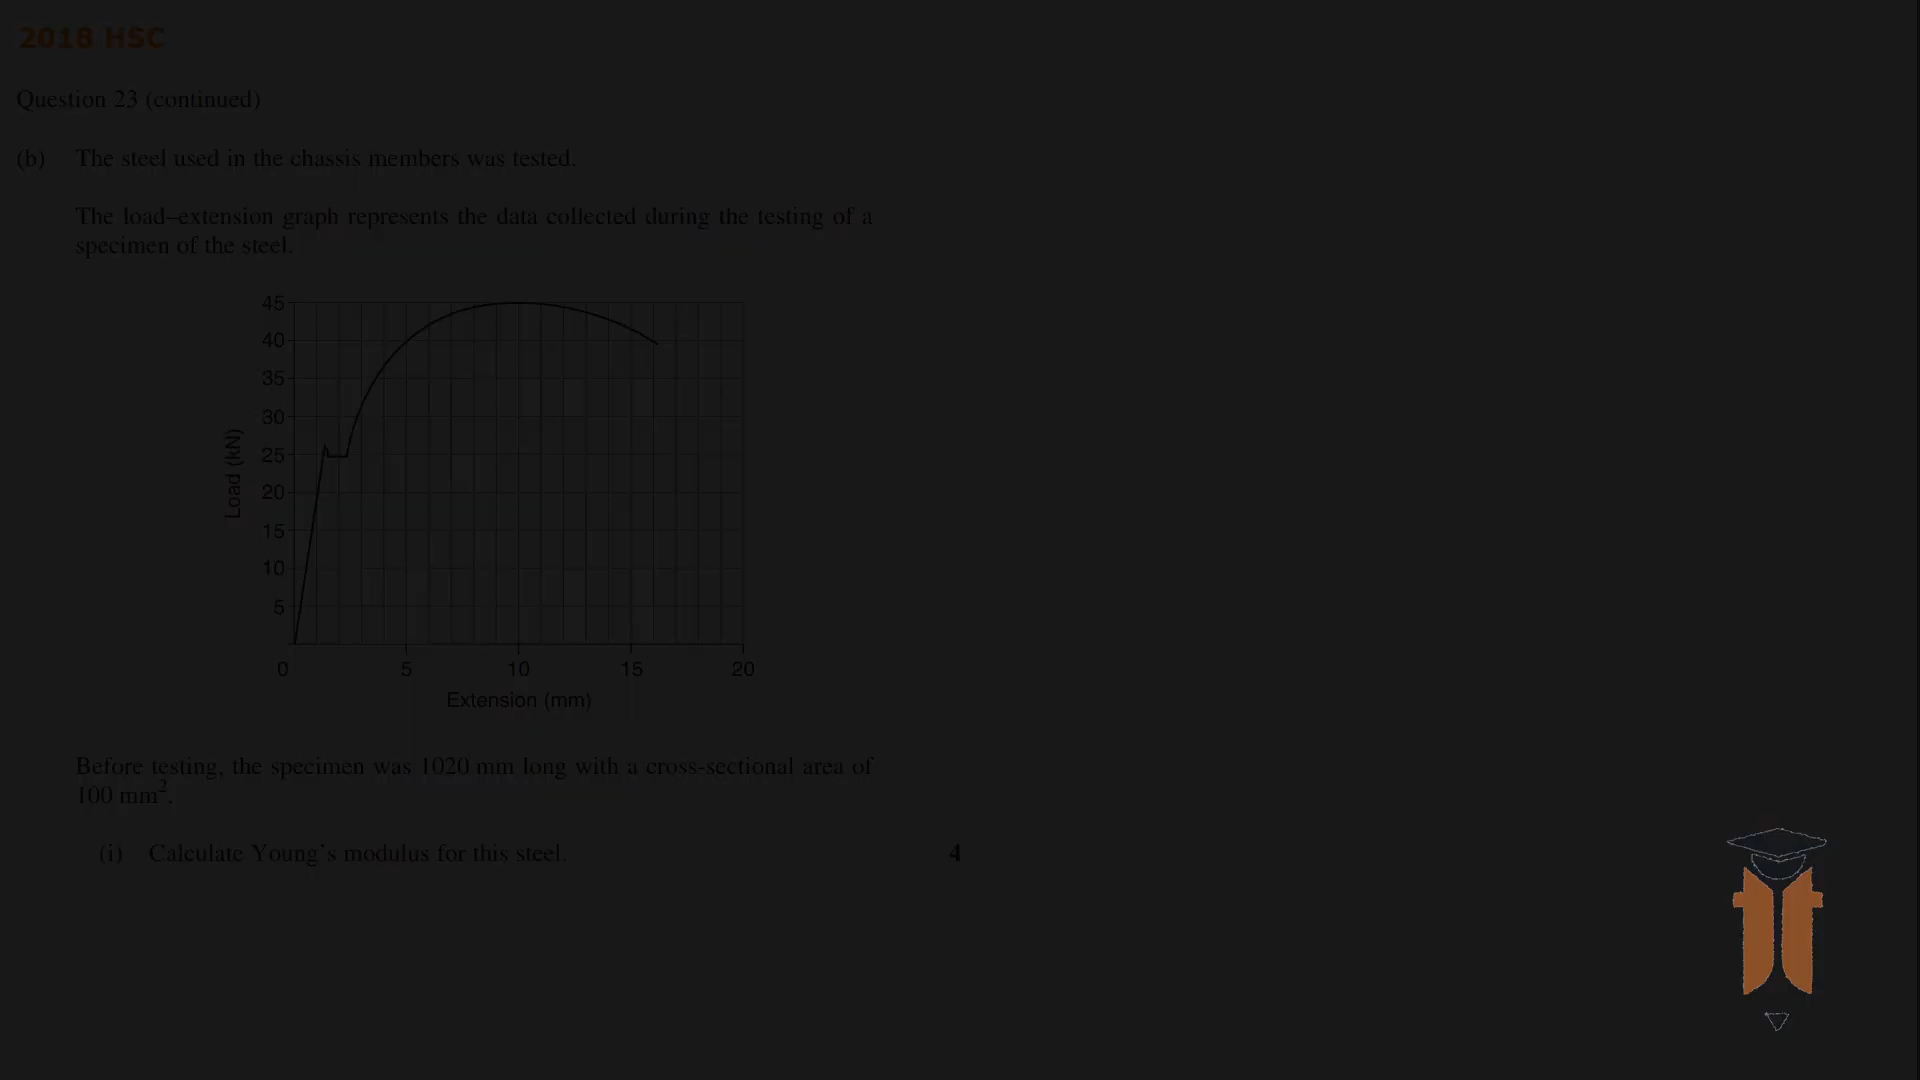 2018 HSC
Question 23 (continued)
(b) The steel used in the chassis members was tested.
The load–extension graph represents the data collected during the testing of a
specimen of the steel.
45
40
35
30
25
20
15
10
5
Load (kN)
0 5 10 15 20
Extension (mm)
Before testing, the specimen was 1020 mm long with a cross-sectional area of
100 mm².
(i) Calculate Young's modulus for this steel. 4